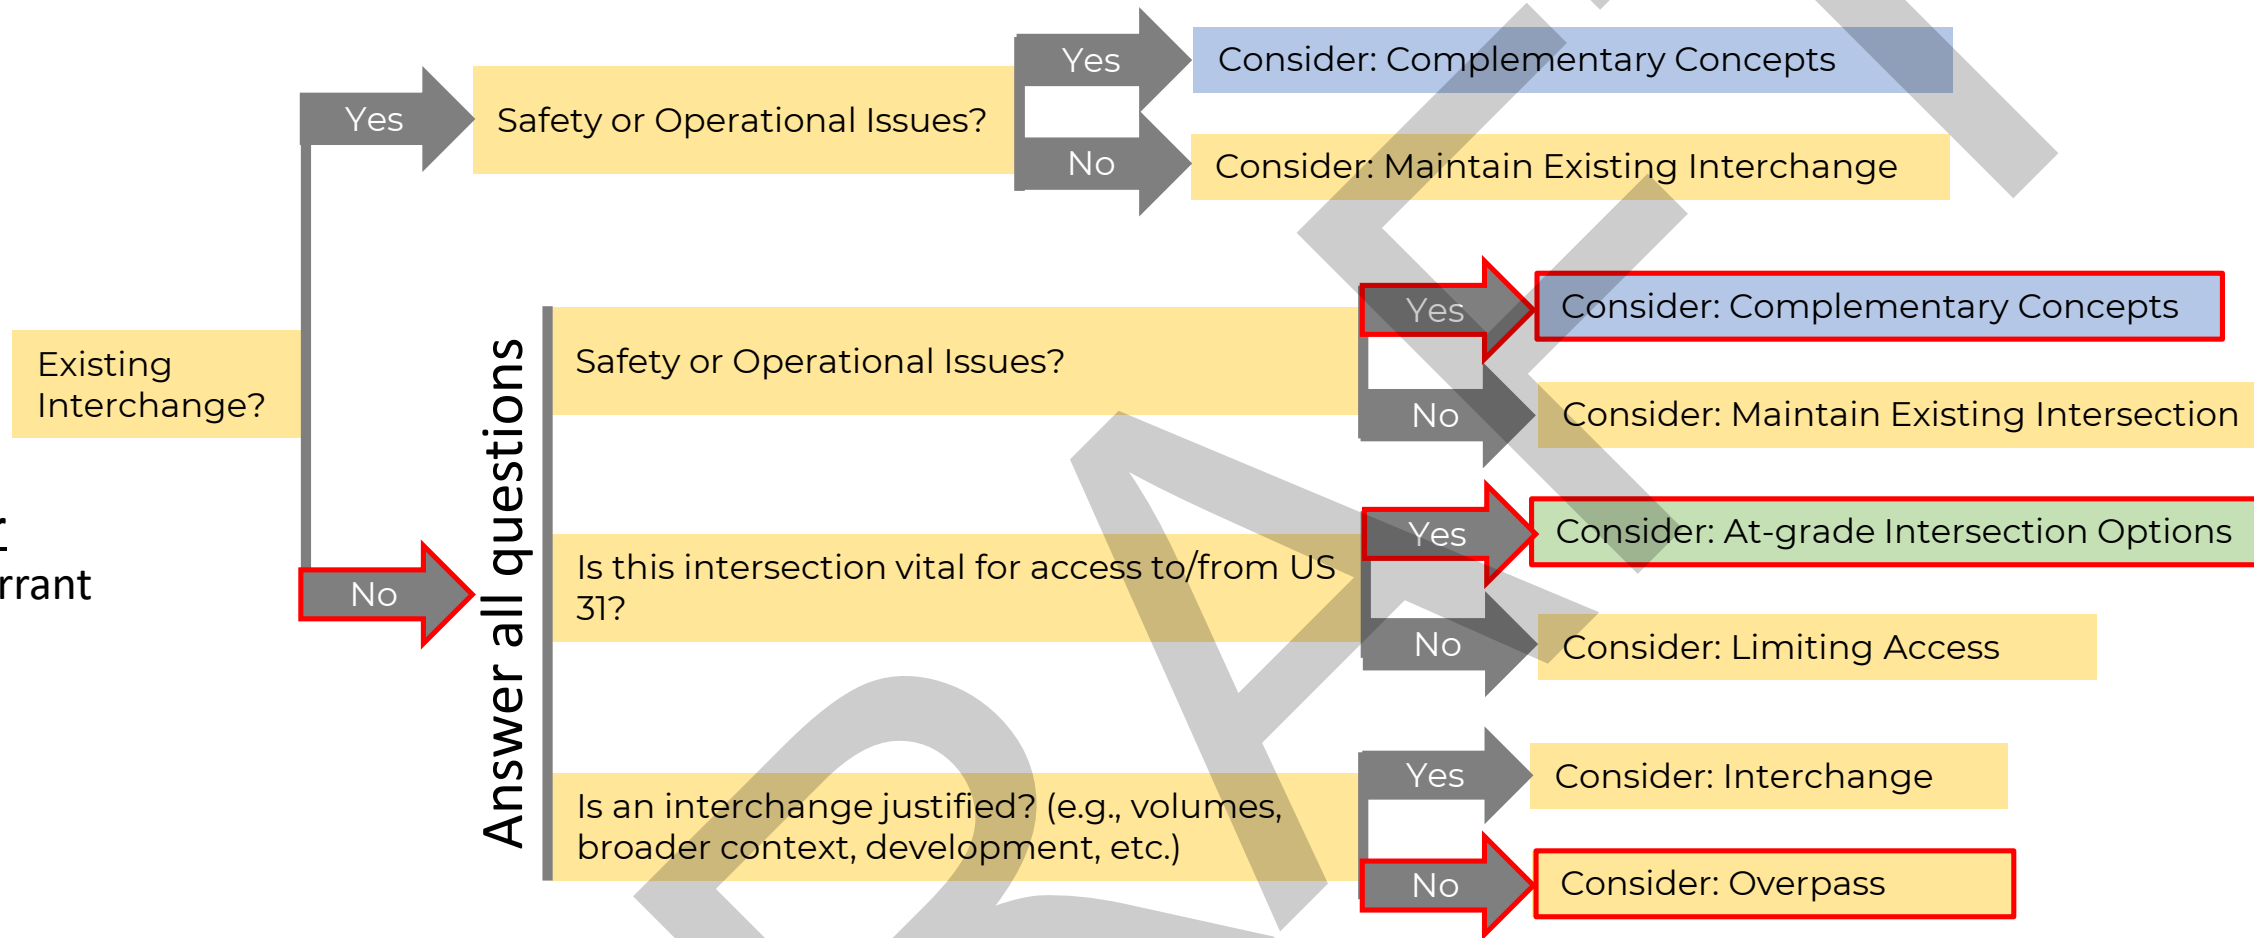 Yes
Consider: Complementary Concepts
Yes
Safety or Operational Issues?
No
Consider: Maintain Existing Interchange
Existing
Interchange?
No
Answer all questions
Safety or Operational Issues?
Yes
Consider: Complementary Concepts
No
Consider: Maintain Existing Intersection
Is this intersection vital for access to/from US
31?
Yes
Consider: At-grade Intersection Options
No
Consider: Limiting Access
Is an interchange justified? (e.g., volumes,
broader context, development, etc.)
Yes
Consider: Interchange
No
Consider: Overpass
r
rrant